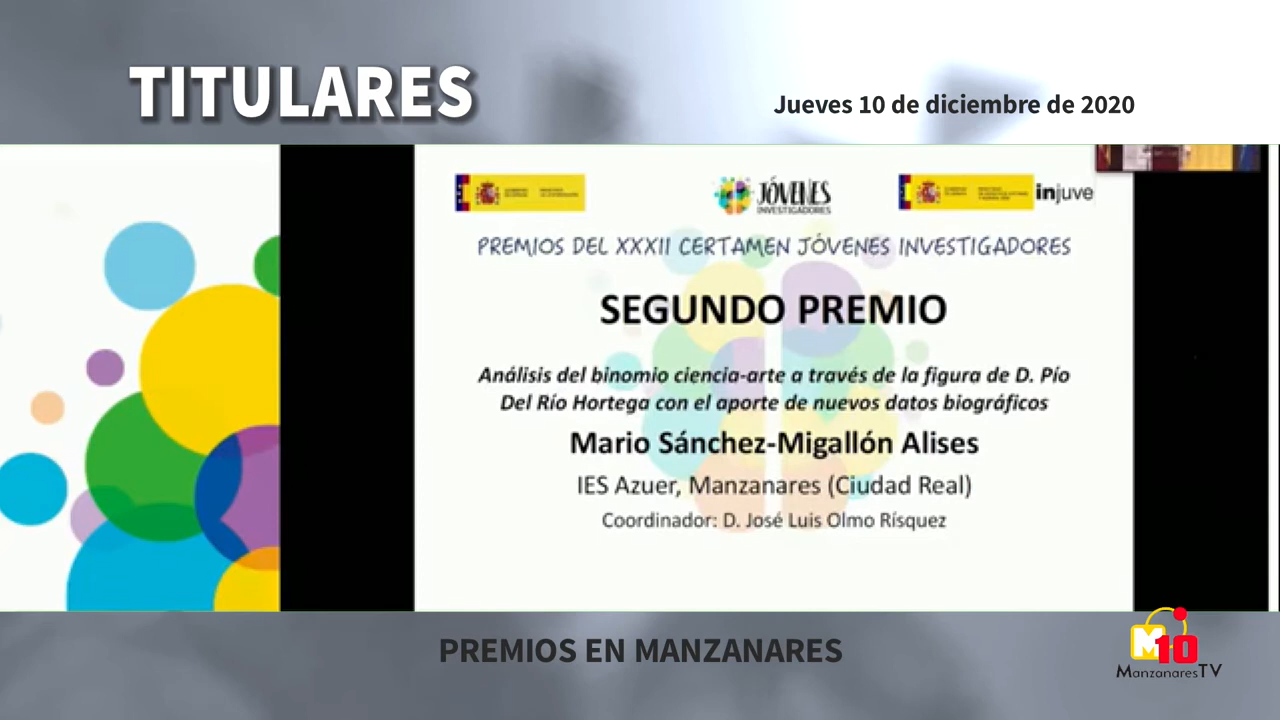 TITULARES
Jueves 10 de diciembre de 2020
JÓVENES
INVESTIGADORES
injuve
PREMIOS DEL XXXII CERTAMEN JÓVENES INVESTIGADORES
SEGUNDO PREMIO
Análisis del binomio ciencia-arte a través de la figura de D. Pío
Del Río Hortega con el aporte de nuevos datos biográficos
Mario Sánchez-Migallón Alises
IES Azuer, Manzanares (Ciudad Real)
Coordinador: D. José Luis Olmo Rísquez
PREMIOS EN MANZANARES
M10
ManzanaresTV